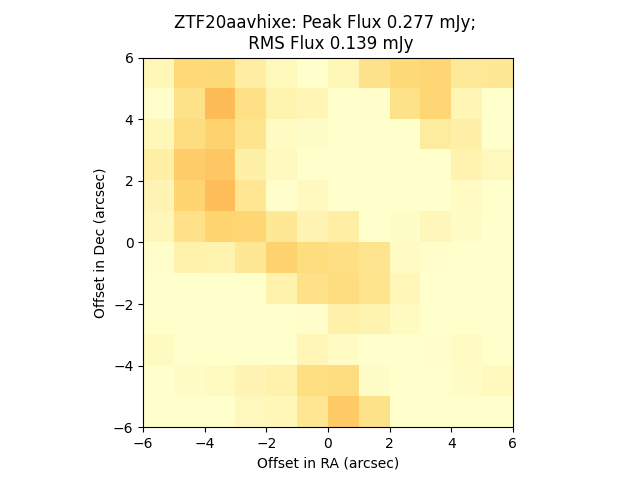 ZTF20aavhixe: Peak Flux 0.277 mJy;
RMS Flux 0.139 mJy
6
4
2
0
−2
−4
−6
Offset in Dec (arcsec)
−6 −4 −2 0 2 4 6
Offset in RA (arcsec)